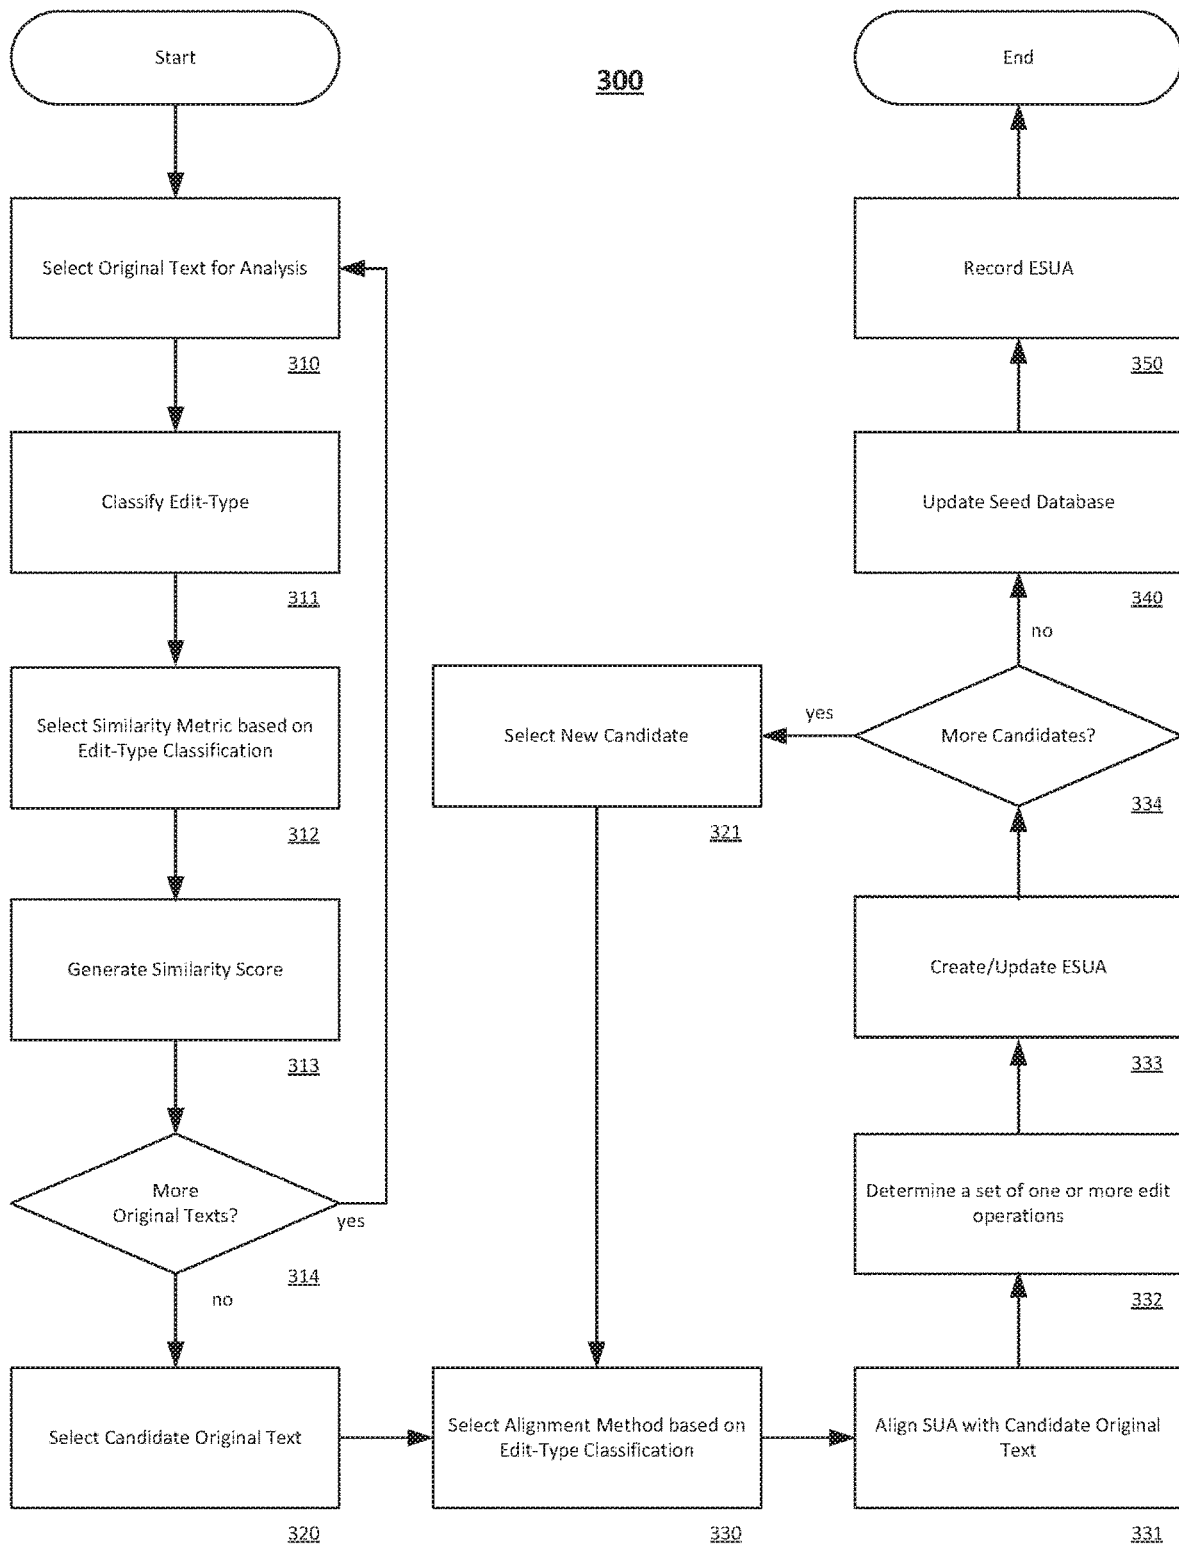 Start
300
End
Select Original Text for Analysis
310
Record ESUA
350
Classify Edit-Type
311
Update Seed Database
340
no
Select Similarity Metric based on
Edit-Type Classification
312
Select New Candidate
321
yes
More Candidates?
334
Generate Similarity Score
313
Create/Update ESUA
333
More
Original Texts?
yes
314
no
Determine a set of one or more edit
operations
332
Select Candidate Original Text
320
Select Alignment Method based on
Edit-Type Classification
330
Align SUA with Candidate Original
Text
331